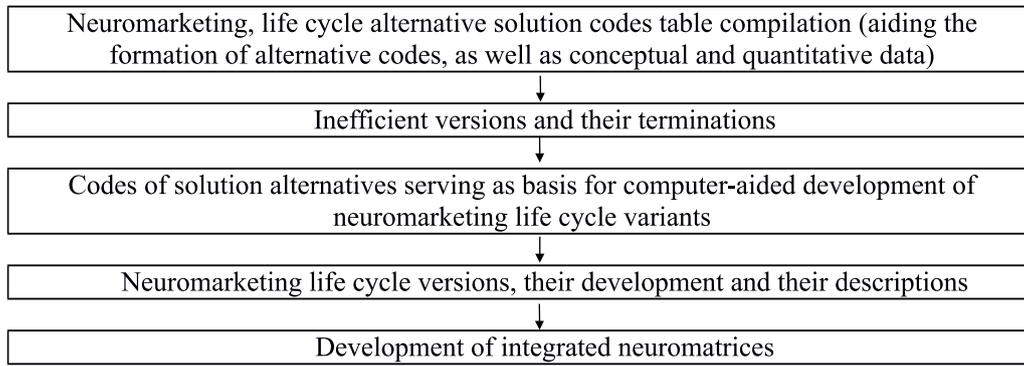 Neuromarketing, life cycle alternative solution codes table compilation (aiding the
formation of alternative codes, as well as conceptual and quantitative data)
Inefficient versions and their terminations
Codes of solution alternatives serving as basis for computer-aided development of
neuromarketing life cycle variants
Neuromarketing life cycle versions, their development and their descriptions
Development of integrated neuromatrices